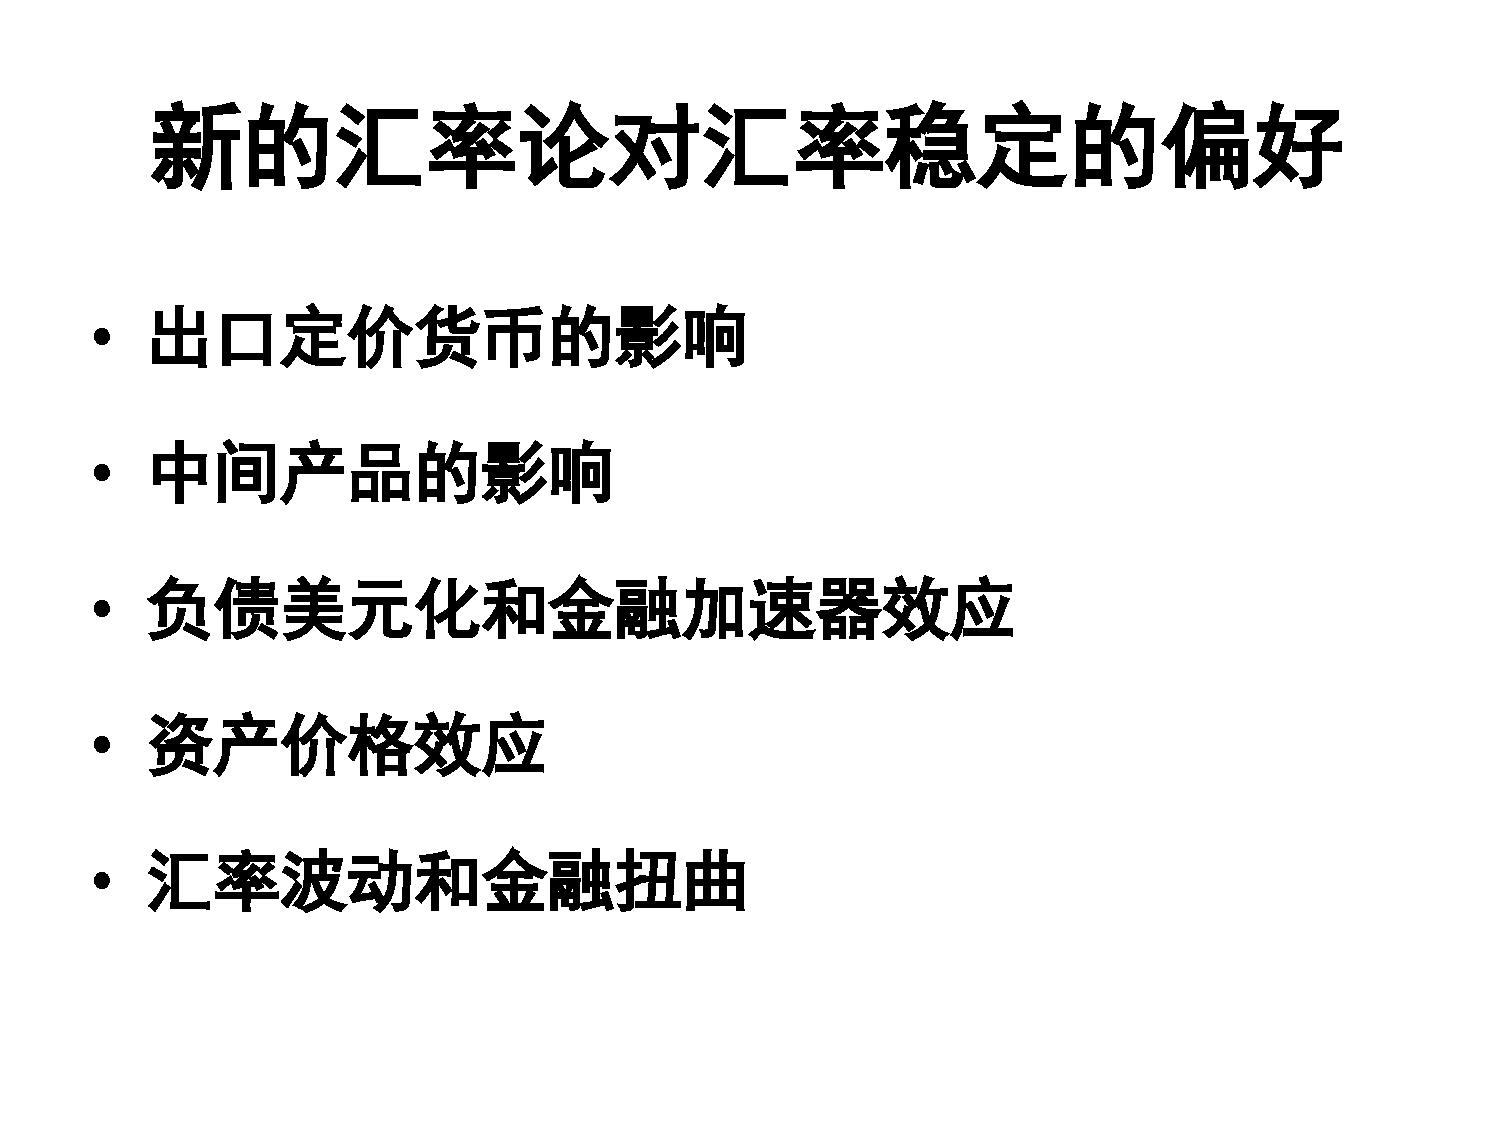 新的汇率论对汇率稳定的偏好
• 出口定价货币的影响
• 中间产品的影响
• 负债美元化和金融加速器效应
• 资产价格效应
• 汇率波动和金融扭曲